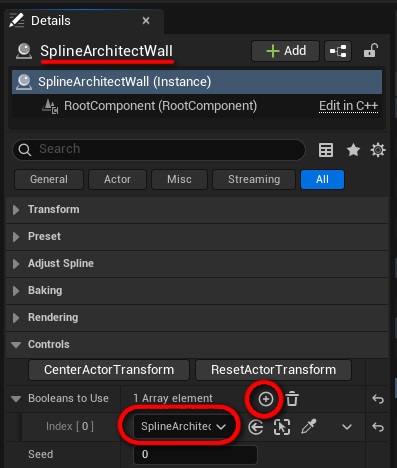 Details
SplineArchitectWall
Add
SplineArchitectWall (Instance)
RootComponent (RootComponent) Edit in C++
Search
General Actor Misc Streaming All
Transform
Preset
Adjust Spline
Baking
Rendering
Controls
CenterActorTransform ResetActorTransform
Booleans to Use 1 Array element
Index [ 0 ] SplineArchitec
Seed 0